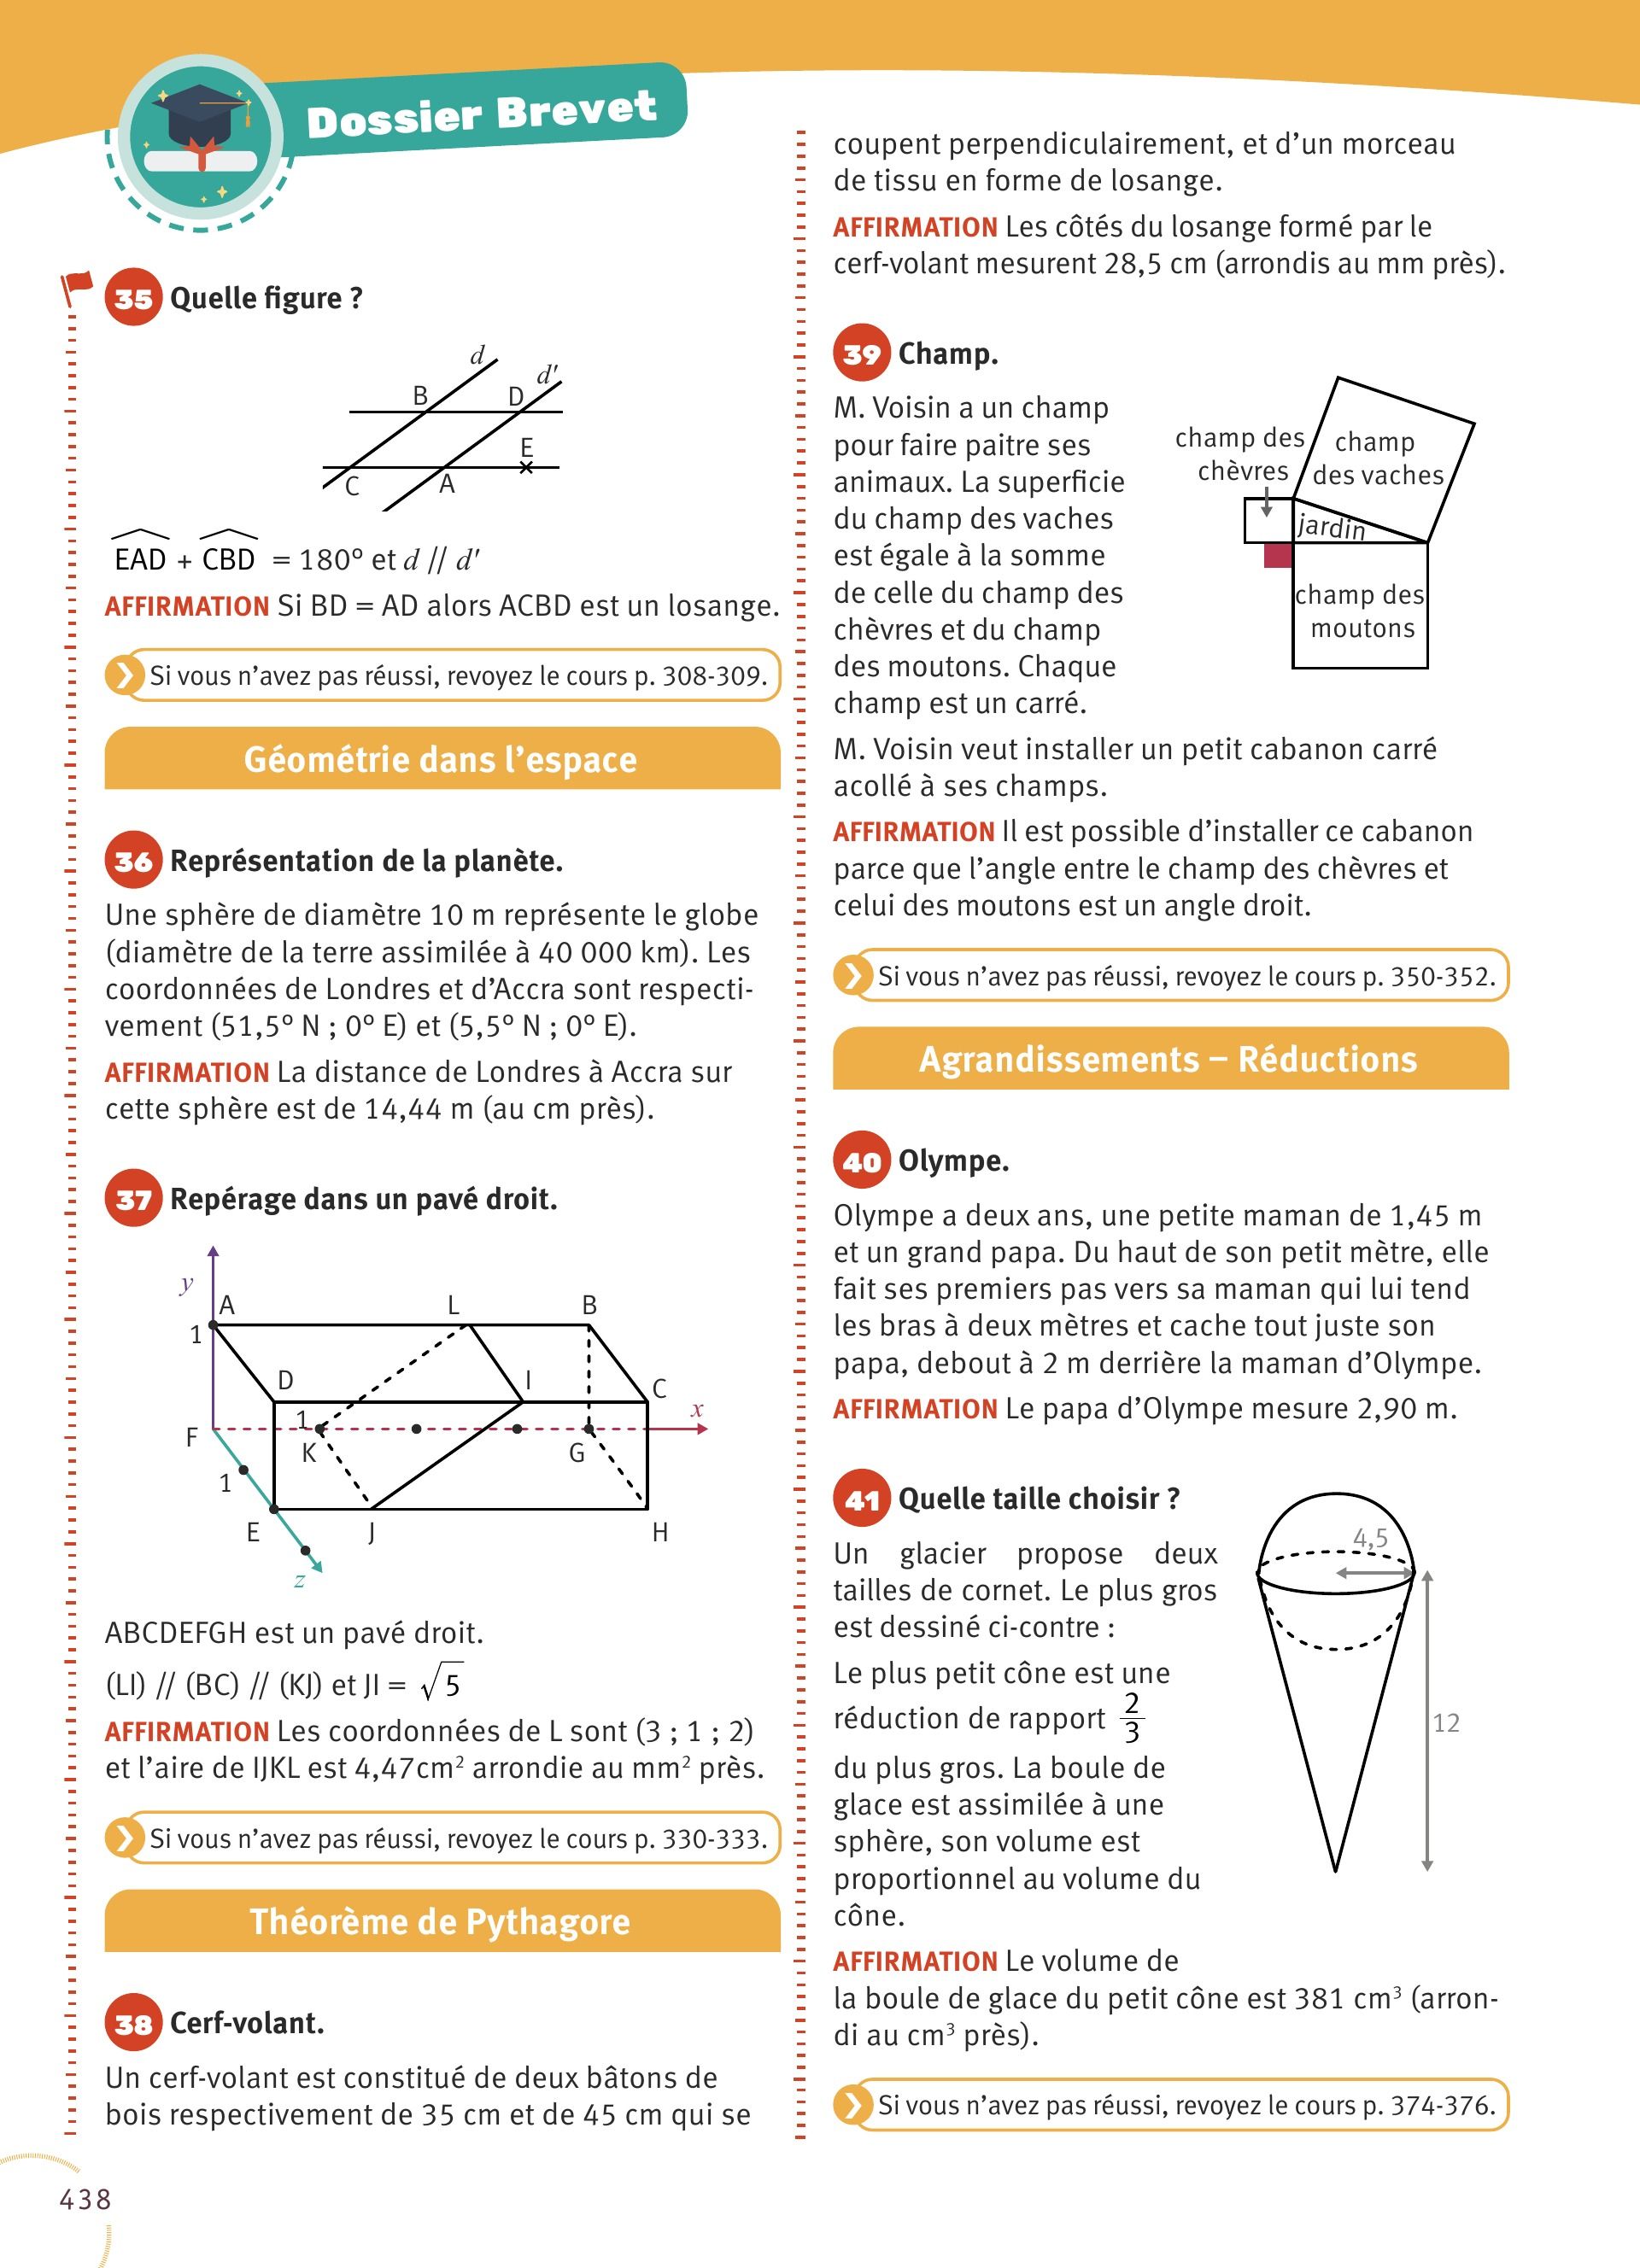 Dossier Brevet
35 Quelle figure ?
d
d'
B
D
E
C
A
EAD + CBD = 180° et d // d'
AFFIRMATION Si BD = AD alors ACBD est un losange.
Si vous n'avez pas réussi, revoyez le cours p. 308-309.
Géométrie dans l'espace
36 Représentation de la planète.
Une sphère de diamètre 10 m représente le globe
(diamètre de la terre assimilée à 40 000 km). Les
coordonnées de Londres et d'Accra sont respecti-
vement (51,5° N ; 0° E) et (5,5° N ; 0° E).
AFFIRMATION La distance de Londres à Accra sur
cette sphère est de 14,44 m (au cm près).
37 Repérage dans un pavé droit.
y
A
L
B
1
D
I
C
x
1
F
K
G
1
E
J
H
z
ABCDEFGH est un pavé droit.
(LI) // (BC) // (KJ) et JI = √5
AFFIRMATION Les coordonnées de L sont (3 ; 1 ; 2)
et l'aire de IJKL est 4,47cm² arrondie au mm² près.
Si vous n'avez pas réussi, revoyez le cours p. 330-333.
Théorème de Pythagore
38 Cerf-volant.
Un cerf-volant est constitué de deux bâtons de
bois respectivement de 35 cm et de 45 cm qui se
coupent perpendiculairement, et d'un morceau
de tissu en forme de losange.
AFFIRMATION Les côtés du losange formé par le
cerf-volant mesurent 28,5 cm (arrondis au mm près).
39 Champ.
M. Voisin a un champ
pour faire paitre ses
animaux. La superficie
du champ des vaches
est égale à la somme
de celle du champ des
chèvres et du champ
des moutons. Chaque
champ est un carré.
champ des
chèvres
champ
des vaches
jardin
champ des
moutons
M. Voisin veut installer un petit cabanon carré
acollé à ses champs.
AFFIRMATION Il est possible d'installer ce cabanon
parce que l'angle entre le champ des chèvres et
celui des moutons est un angle droit.
Si vous n'avez pas réussi, revoyez le cours p. 350-352.
Agrandissements – Réductions
40 Olympe.
Olympe a deux ans, une petite maman de 1,45 m
et un grand papa. Du haut de son petit mètre, elle
fait ses premiers pas vers sa maman qui lui tend
les bras à deux mètres et cache tout juste son
papa, debout à 2 m derrière la maman d'Olympe.
AFFIRMATION Le papa d'Olympe mesure 2,90 m.
41 Quelle taille choisir ?
Un glacier propose deux
tailles de cornet. Le plus gros
est dessiné ci-contre :
Le plus petit cône est une
réduction de rapport 2/3
du plus gros. La boule de
glace est assimilée à une
sphère, son volume est
proportionnel au volume du
cône.
4,5
12
AFFIRMATION Le volume de
la boule de glace du petit cône est 381 cm³ (arron-
di au cm³ près).
Si vous n'avez pas réussi, revoyez le cours p. 374-376.
438